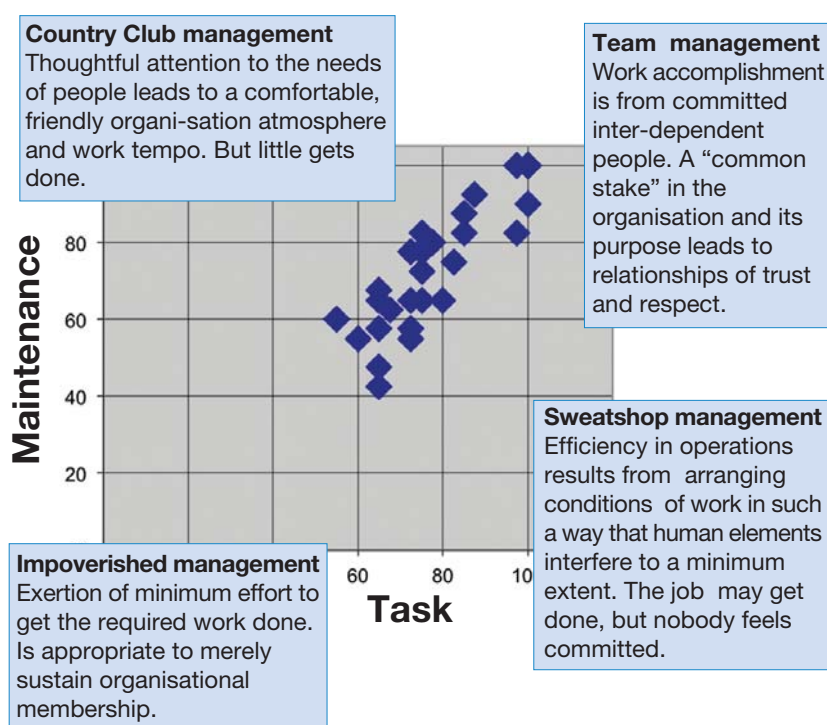 Country Club management
Thoughtful attention to the needs
of people leads to a comfortable,
friendly organi-sation atmosphere
and work tempo. But little gets
done.
Team management
Work accomplishment
is from committed
inter-dependent
people. A “common
stake” in the
organisation and its
purpose leads to
relationships of trust
and respect.
Maintenance
80
60
40
20
Sweatshop management
Efficiency in operations
results from arranging
conditions of work in such
a way that human elements
interfere to a minimum
extent. The job may get
done, but nobody feels
committed.
Impoverished management
Exertion of minimum effort to
get the required work done.
Is appropriate to merely
sustain organisational
membership.
60 80
Task